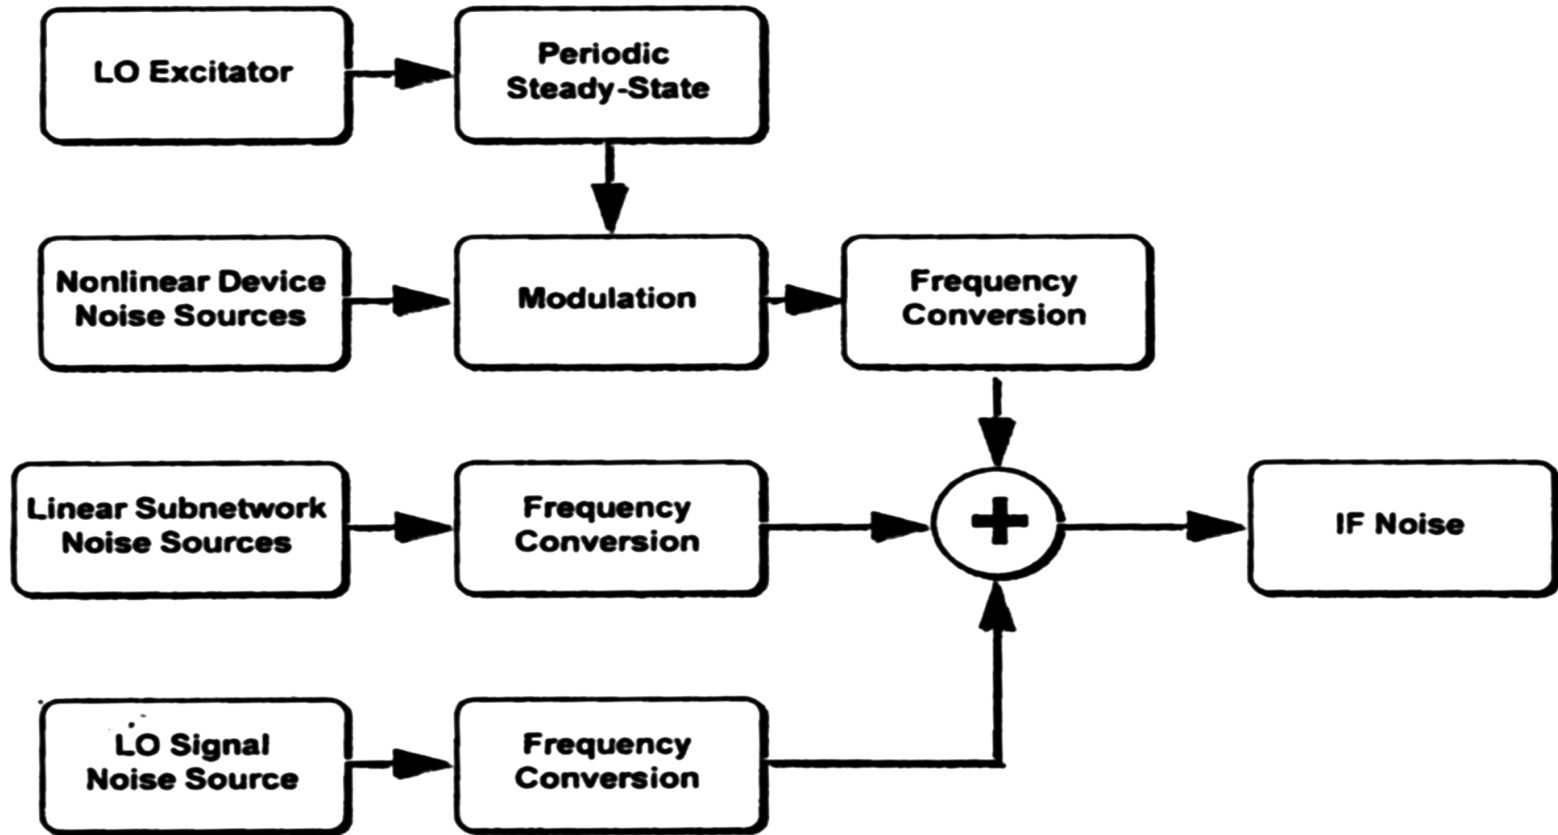 LO Excitator
Periodic
Steady-State
Nonlinear Device
Noise Sources
Modulation
Frequency
Conversion
Linear Subnetwork
Noise Sources
Frequency
Conversion
+
IF Noise
LO Signal
Noise Source
Frequency
Conversion